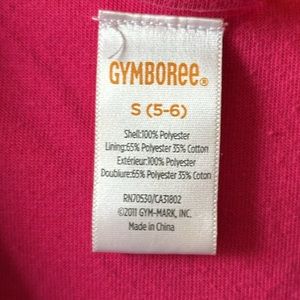 GYMBOREE®
S (5-6)
Shell:100% Polyester
Lining:65% Polyester 35% Cotton
Extérieur:100% Polyester
Doublure:65% Polyester 35% Coton
RN70530/CA31802
©2011 GYM-MARK, INC.
Made in China